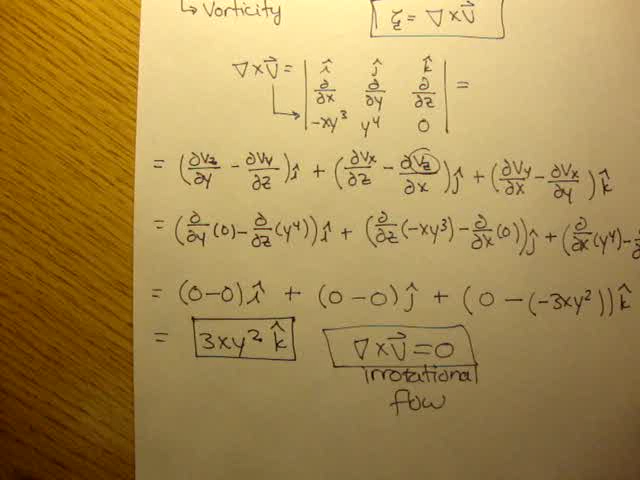 ↳ Vorticity
ξ = ∇ × V⃗
∇ × V⃗ = | î ĵ k̂ |
| ∂/∂x ∂/∂y ∂/∂z | =
| -xy³ y⁴ 0 |
= (∂Vz/∂y - ∂Vy/∂z) î + (∂Vx/∂z - ∂Vz/∂x) ĵ + (∂Vy/∂x - ∂Vx/∂y) k̂
= (∂/∂y (0) - ∂/∂z (y⁴)) î + (∂/∂z (-xy³) - ∂/∂x (0)) ĵ + (∂/∂x (y⁴) -
= (0-0) î + (0-0) ĵ + (0 - (-3xy²)) k̂
= 3xy² k̂ ∇ × V⃗ = 0
irrotational
flow